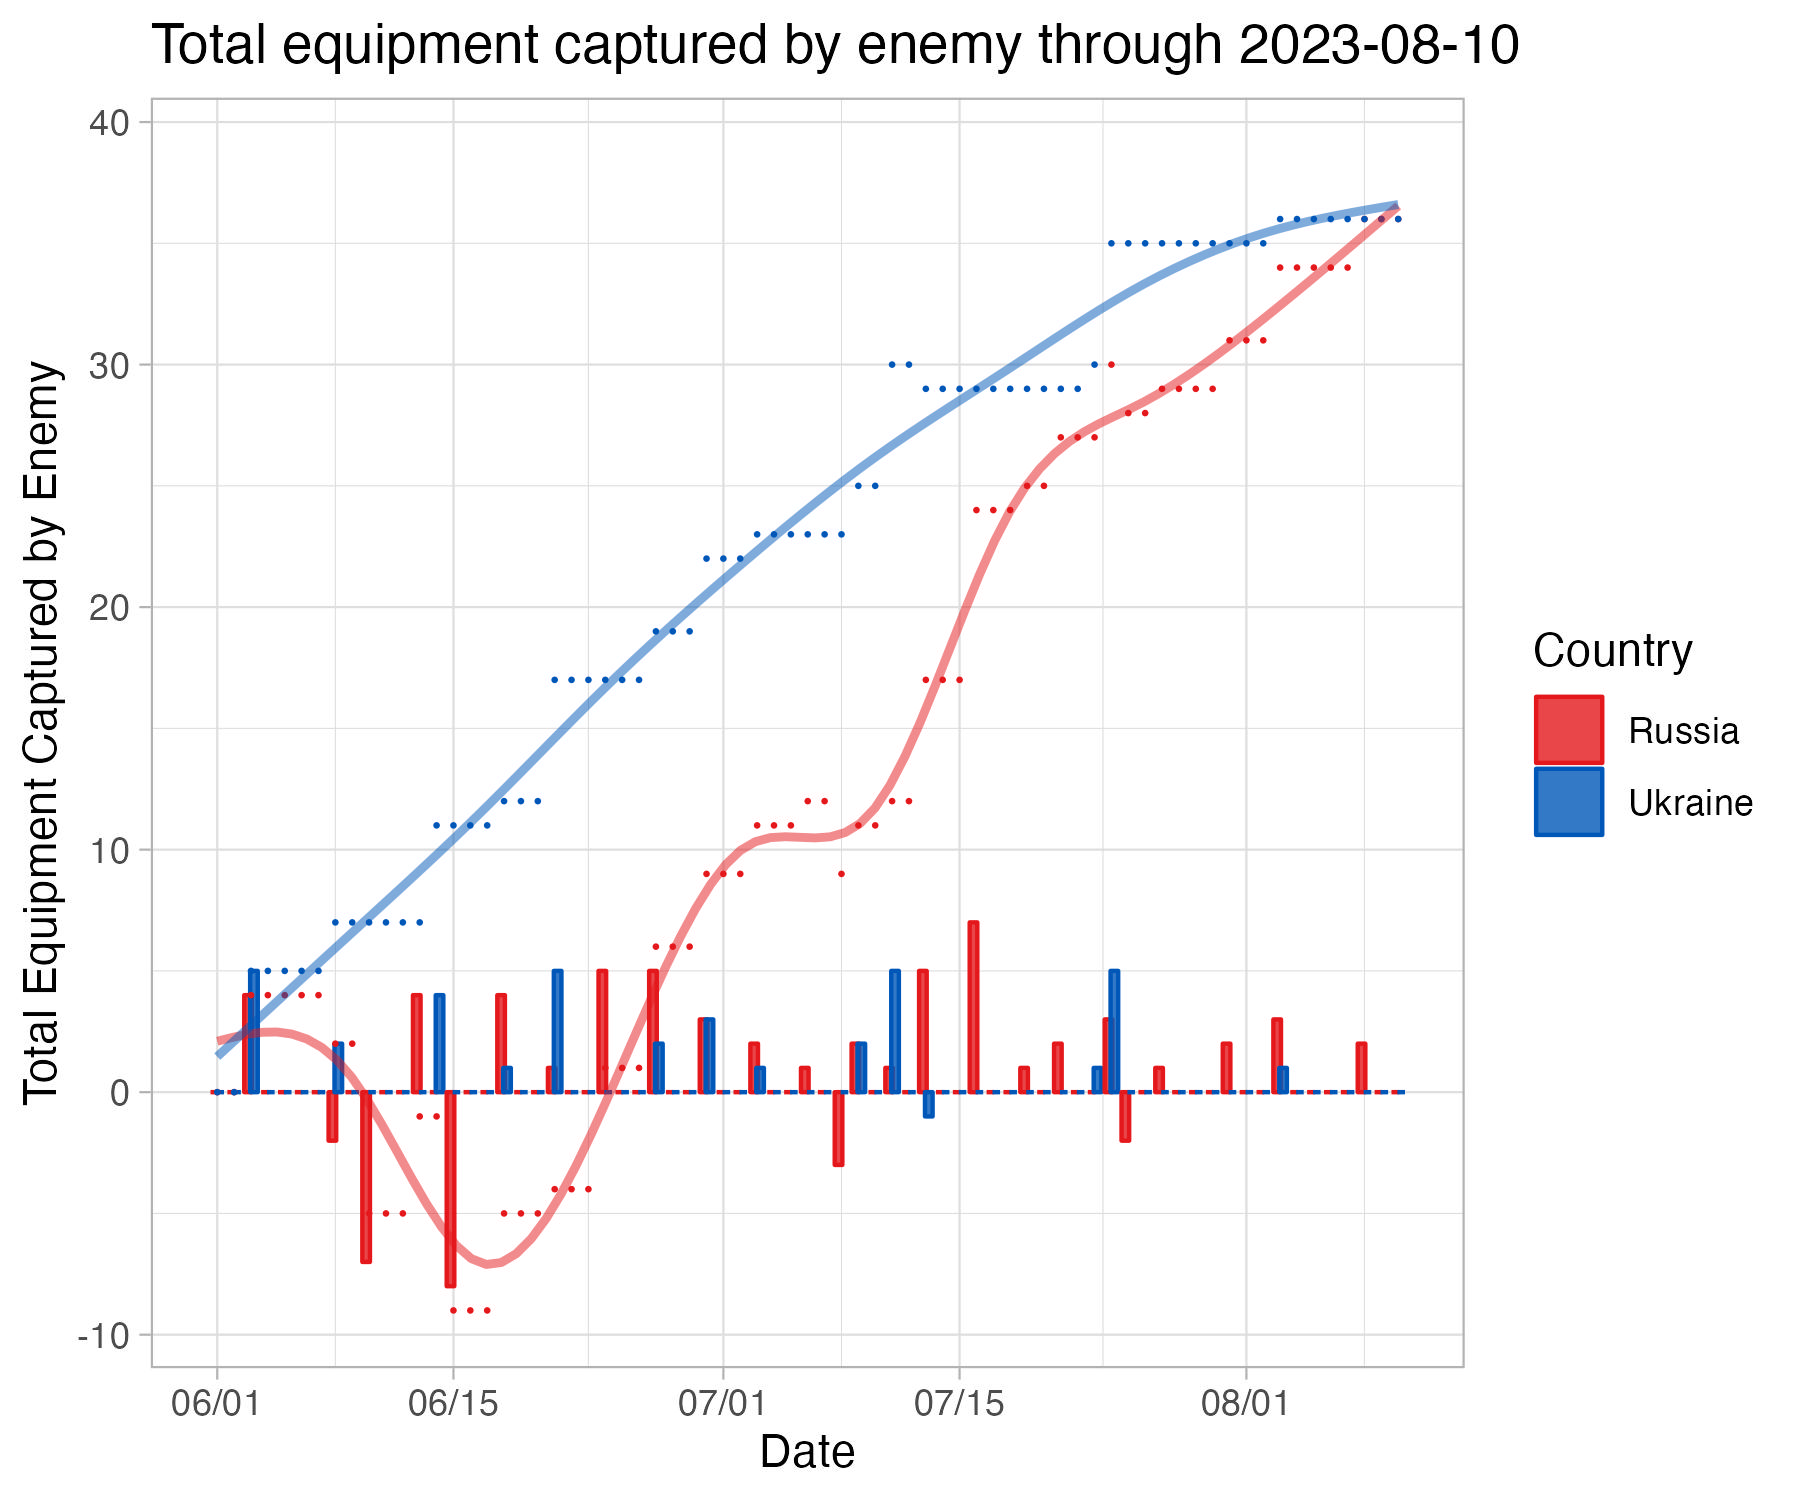 Total equipment captured by enemy through 2023-08-10
Total Equipment Captured by Enemy
40
30
20
10
0
-10
06/01 06/15 07/01 07/15 08/01
Date
Country
Russia
Ukraine